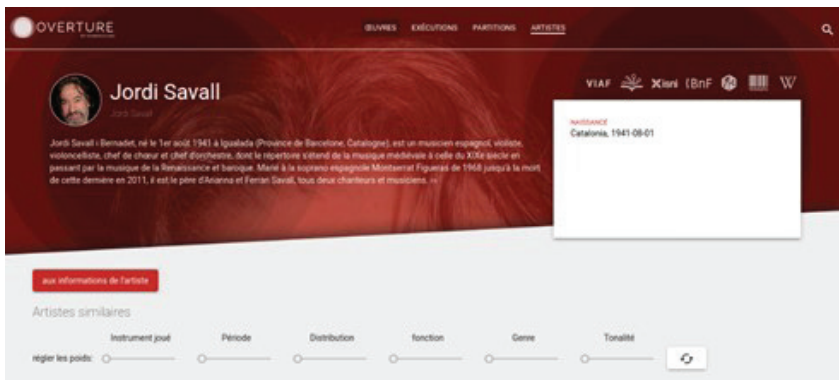 OVERTURE
ŒUVRES EXÉCUTIONS PARTITIONS ARTISTES
Jordi Savall
Jordi Savall
VIAF Xisni (BnF W
Jordi Savall i Bernadet, né le 1er août 1941 à Igualada (Province de Barcelone, Catalogne), est un musicien espagnol, violiste,
violoncelliste, chef de chœur et chef d'orchestre, dont le répertoire s'étend de la musique médiévale à celle du XIXe siècle en
passant par la musique de la Renaissance et baroque. Marié à la soprano espagnole Montserrat Figueras de 1968 jusqu'à la mort
de cette dernière en 2011, il est le père d'Arianna et Ferran Savall, tous deux chanteurs et musiciens.
NAISSANCE
Catalonia, 1941-08-01
aux informations de l'artiste
Artistes similaires
Instrument joué Période Distribution fonction Genre Tonalité
régler les poids: